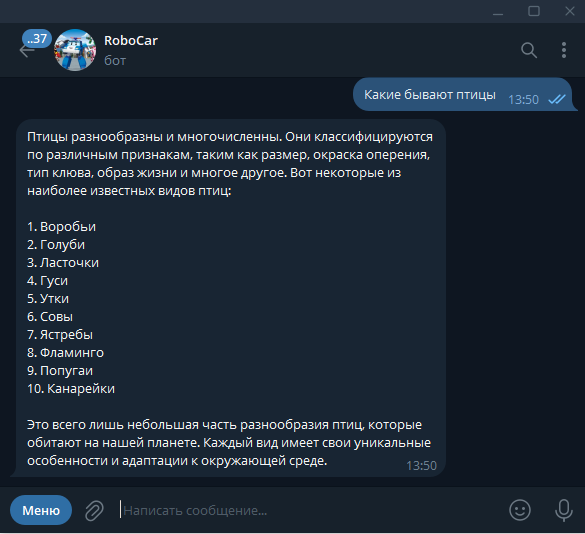 ..37
RoboCar
бот
Какие бывают птицы 13:50
Птицы разнообразны и многочисленны. Они классифицируются
по различным признакам, таким как размер, окраска оперения,
тип клюва, образ жизни и многое другое. Вот некоторые из
наиболее известных видов птиц:
1. Воробьи
2. Голуби
3. Ласточки
4. Гуси
5. Утки
6. Совы
7. Ястребы
8. Фламинго
9. Попугаи
10. Канарейки
Это всего лишь небольшая часть разнообразия птиц, которые
обитают на нашей планете. Каждый вид имеет свои уникальные
особенности и адаптации к окружающей среде. 13:50
Меню Написать сообщение...